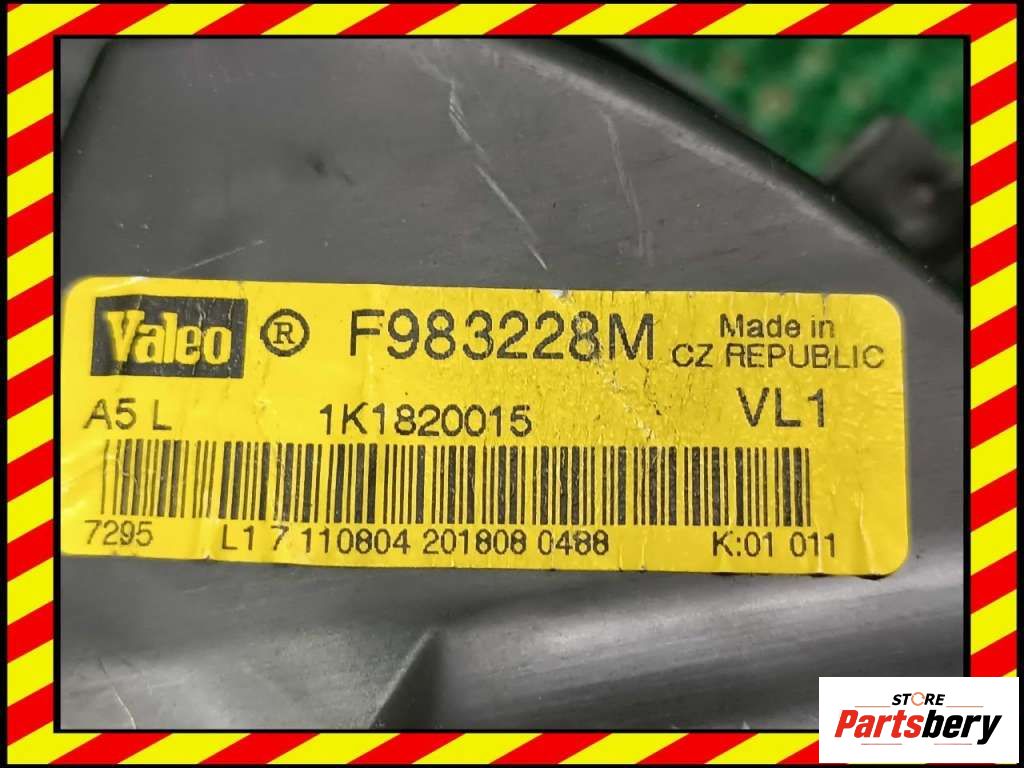 Valeo ® F983228M Made in
CZ REPUBLIC
A5 L 1K1820015 VL1
7295 L1 7 110804 201808 0488 K:01 011
STORE
Partsbery